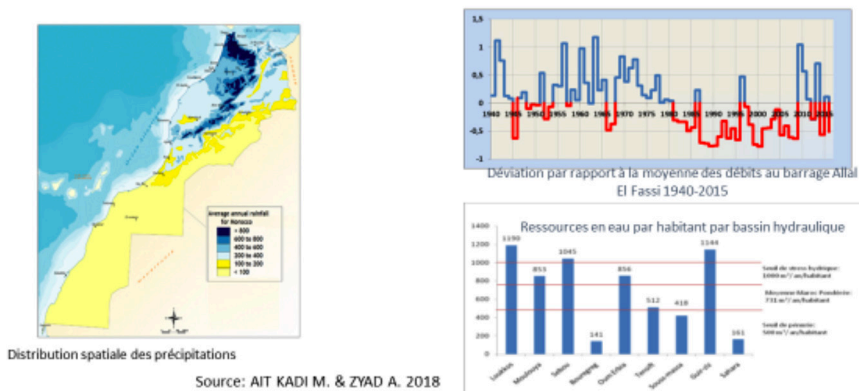 Average annual rainfall
for Morocco
> 800
600 to 800
400 to 600
200 to 400
100 to 200
< 100
Distribution spatiale des précipitations
Source: AIT KADI M. & ZYAD A. 2018
1,5
1
0,5
0
-0,5
-1
1940 1945 1950 1955 1960 1965 1970 1975 1980 1985 1990 1995 2000 2005 2010 2015
Déviation par rapport à la moyenne des débits au barrage Allal
El Fassi 1940-2015
Ressources en eau par habitant par bassin hydraulique
1400
1200
1000
800
600
400
200
0
1190
853
1045
141
856
512
418
1144
161
Seuil de stress hydrique:
1000 m³/an/habitant
Moyenne Maroc Pondérée:
731 m³/an/habitant
Seuil de pénurie:
500 m³/an/habitant
Loukkos
Moulouya
Sebou
Bouregreg
Oum Erbia
Tensift
Souss-massa
Guir-ziz
Sahara